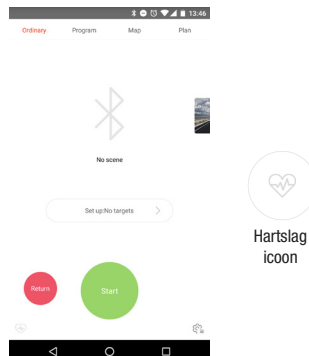 13:46
Ordinary Program Map Plan
No scene
Set up:No targets
Return
Start
Hartslag
icoon